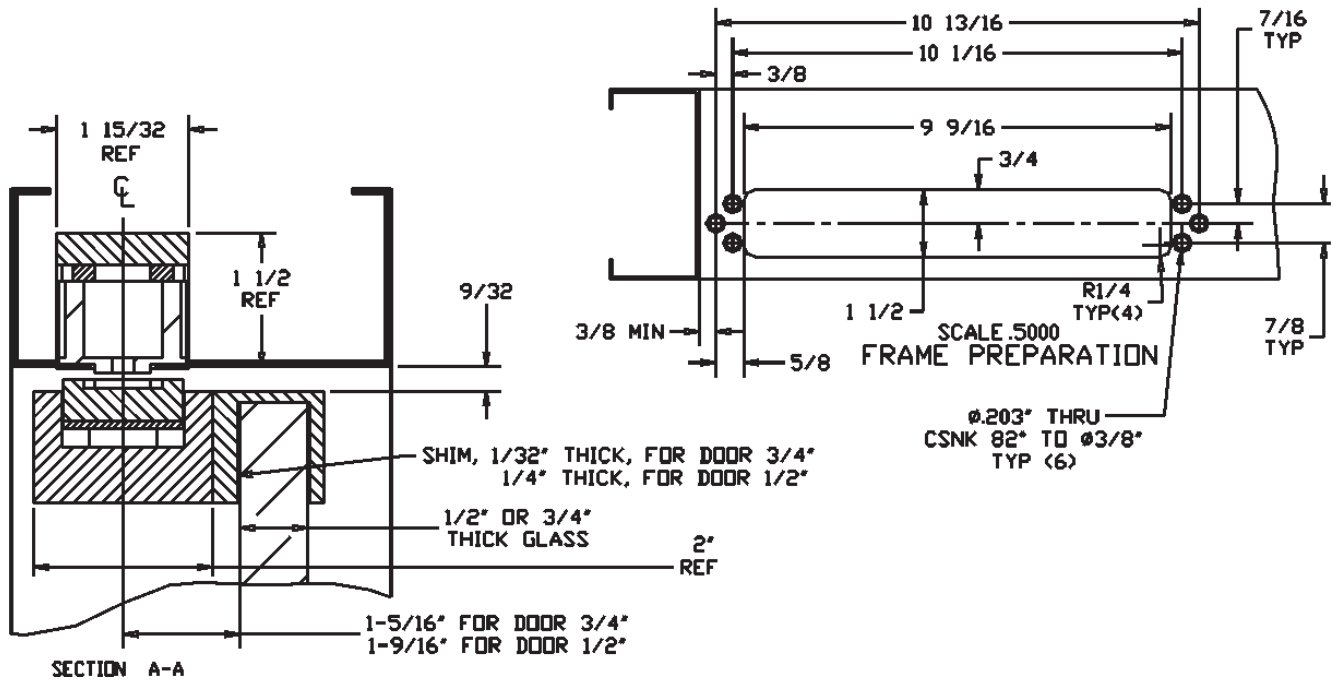 1 15/32
REF
CL
1 1/2
REF
9/32
SHIM, 1/32" THICK, FOR DOOR 3/4"
1/4" THICK, FOR DOOR 1/2"
1/2" OR 3/4"
THICK GLASS
2"
REF
1-5/16" FOR DOOR 3/4"
1-9/16" FOR DOOR 1/2"
SECTION A-A
10 13/16
10 1/16
3/8
7/16
TYP
9 9/16
3/4
3/8 MIN
1 1/2
R1/4
TYP(4)
5/8
7/8
TYP
SCALE .5000
FRAME PREPARATION
Ø.203" THRU
CSNK 82° TO Ø3/8"
TYP (6)